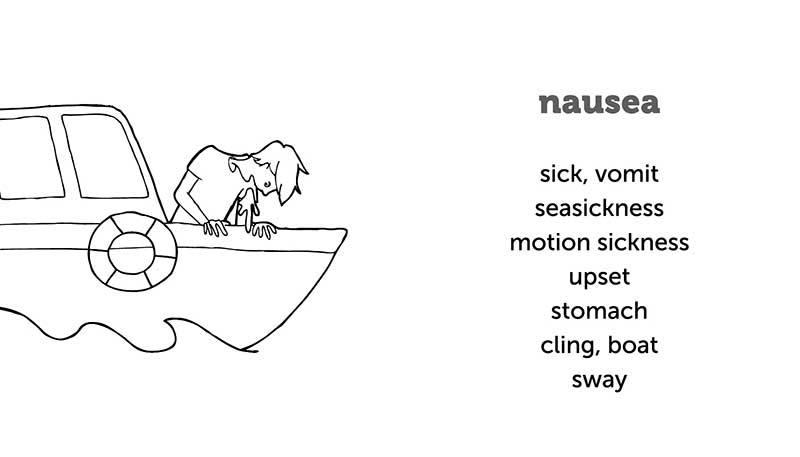 nausea
sick, vomit
seasickness
motion sickness
upset
stomach
cling, boat
sway